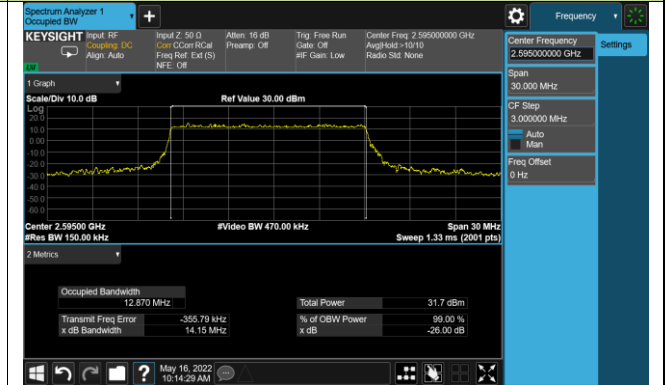 Spectrum Analyzer 1
Occupied BW
Frequency
KEYSIGHT
Input: RF
Coupling: DC
Align: Auto
Input Z: 50 Ω
Corr CCorr RCal
Freq Ref: Ext (S)
NFE: Off
Atten: 16 dB
Preamp: Off
Trig: Free Run
Gate: Off
#IF Gain: Low
Center Freq: 2.595000000 GHz
Avg|Hold:>10/10
Radio Std: None
Center Frequency
2.595000000 GHz
Settings
Span
30.000 MHz
CF Step
3.000000 MHz
Auto
Man
Freq Offset
0 Hz
1 Graph
Scale/Div 10.0 dB
Ref Value 30.00 dBm
Log
20.0
10.0
0.00
-10.0
-20.0
-30.0
-40.0
-50.0
-60.0
Center 2.59500 GHz
#Video BW 470.00 kHz
Span 30 MHz
#Res BW 150.00 kHz
Sweep 1.33 ms (2001 pts)
2 Metrics
Occupied Bandwidth
12.870 MHz
Total Power
31.7 dBm
Transmit Freq Error
-355.79 kHz
% of OBW Power
99.00 %
x dB Bandwidth
14.15 MHz
x dB
-26.00 dB
May 16, 2022
10:14:29 AM